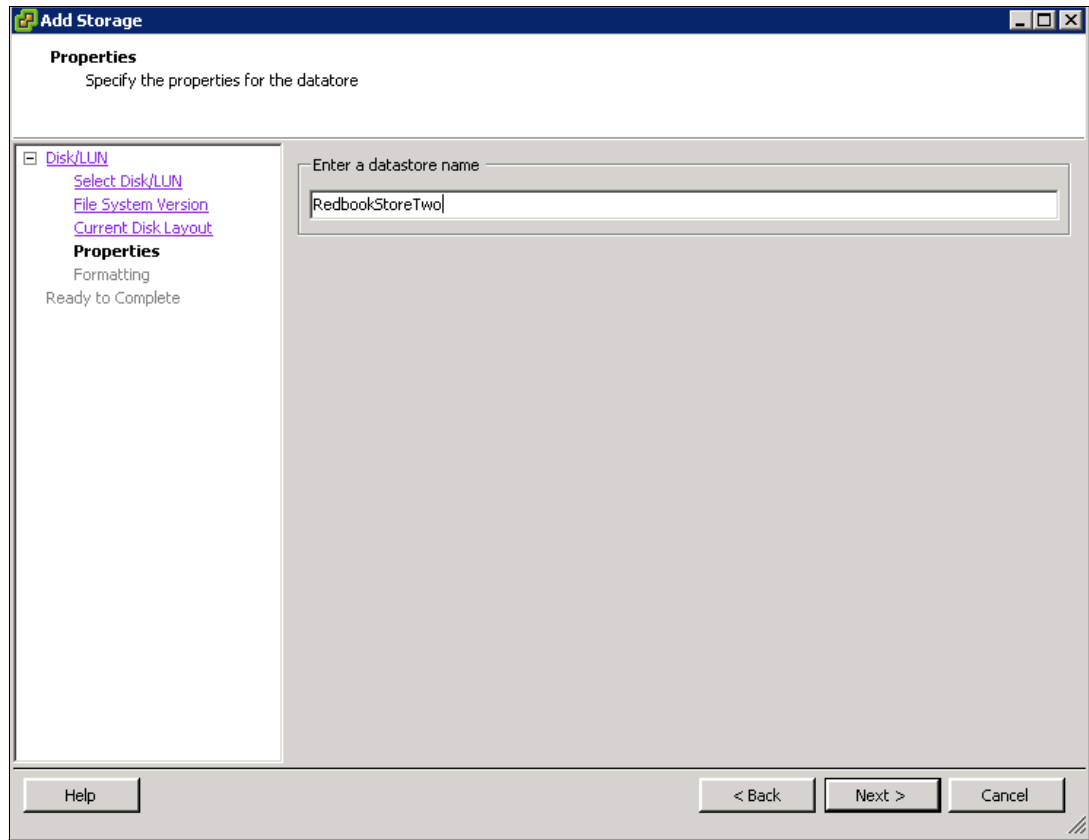 Add Storage
Properties
Specify the properties for the datatore
Disk/LUN
Select Disk/LUN
File System Version
Current Disk Layout
Properties
Formatting
Ready to Complete
Enter a datastore name
RedbookStoreTwo
Help
< Back
Next >
Cancel